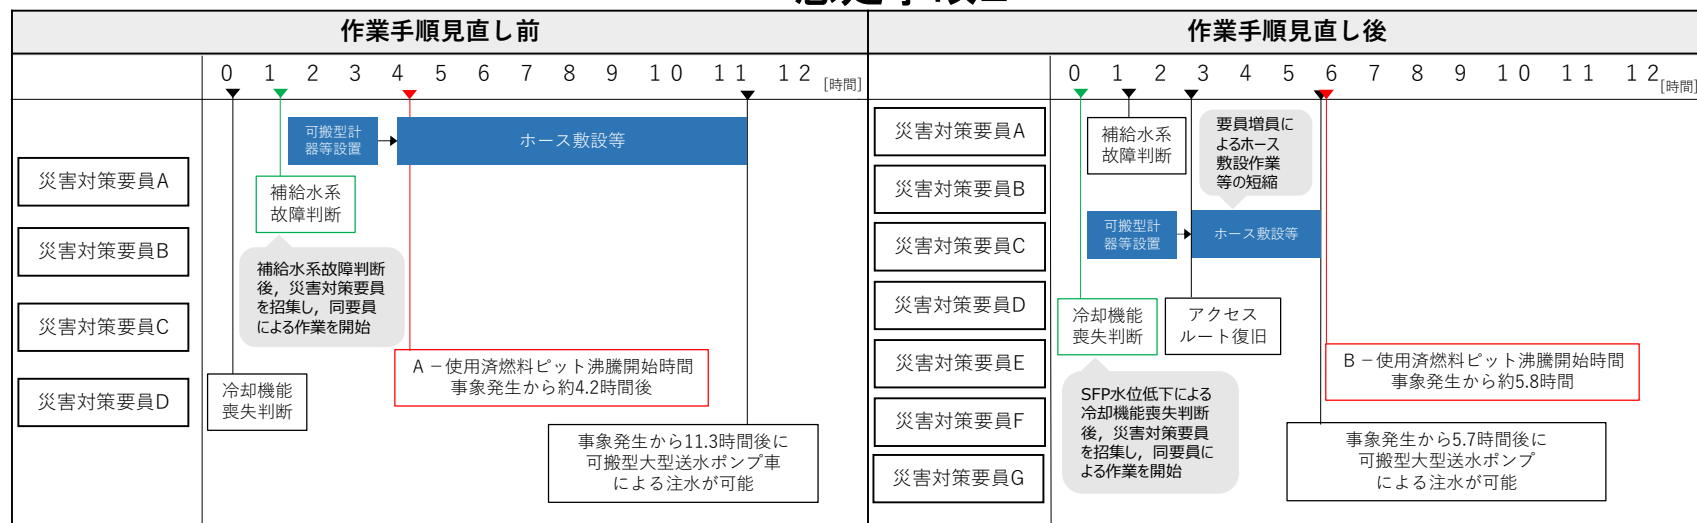 作業手順見直し前
0 1 2 3 4 5 6 7 8 9 10 11 12 [時間]
災害対策要員A
災害対策要員B
災害対策要員C
災害対策要員D
可搬型計
器等設置
ホース敷設等
補給水系
故障判断
補給水系故障判断
後，災害対策要員
を招集し，同要員
による作業を開始
A－使用済燃料ピット沸騰開始時間
事象発生から約4.2時間後
冷却機能
喪失判断
事象発生から11.3時間後に
可搬型大型送水ポンプ車
による注水が可能
作業手順見直し後
0 1 2 3 4 5 6 7 8 9 10 11 12 [時間]
災害対策要員A
災害対策要員B
災害対策要員C
災害対策要員D
災害対策要員E
災害対策要員F
災害対策要員G
補給水系
故障判断
要員増員に
よるホース
敷設作業
等の短縮
可搬型計
器等設置
ホース敷設等
冷却機能
喪失判断
アクセス
ルート復旧
B－使用済燃料ピット沸騰開始時間
事象発生から約5.8時間
SFP水位低下による
冷却機能喪失判断
後，災害対策要員
を招集し，同要員に
よる作業を開始
事象発生から5.7時間後に
可搬型大型送水ポンプ
による注水が可能